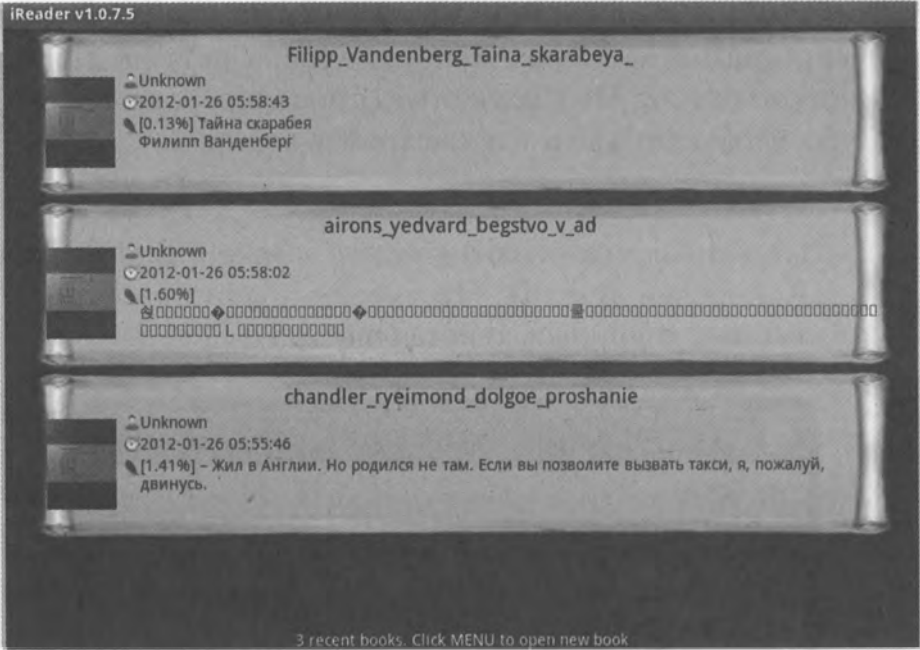 iReader v1.0.7.5
Filipp_Vandenberg_Taina_skarabeya_
Unknown
2012-01-26 05:58:43
[0.13%] Тайна скарабея
Филипп Ванденберг
airons_yedvard_begstvo_v_ad
Unknown
2012-01-26 05:58:02
[1.60%]
L
chandler_ryeimond_dolgoe_proshanie
Unknown
2012-01-26 05:55:46
[1.41%] – Жил в Англии. Но родился не там. Если вы позволите вызвать такси, я, пожалуй,
двинусь.
3 recent books. Click MENU to open new book